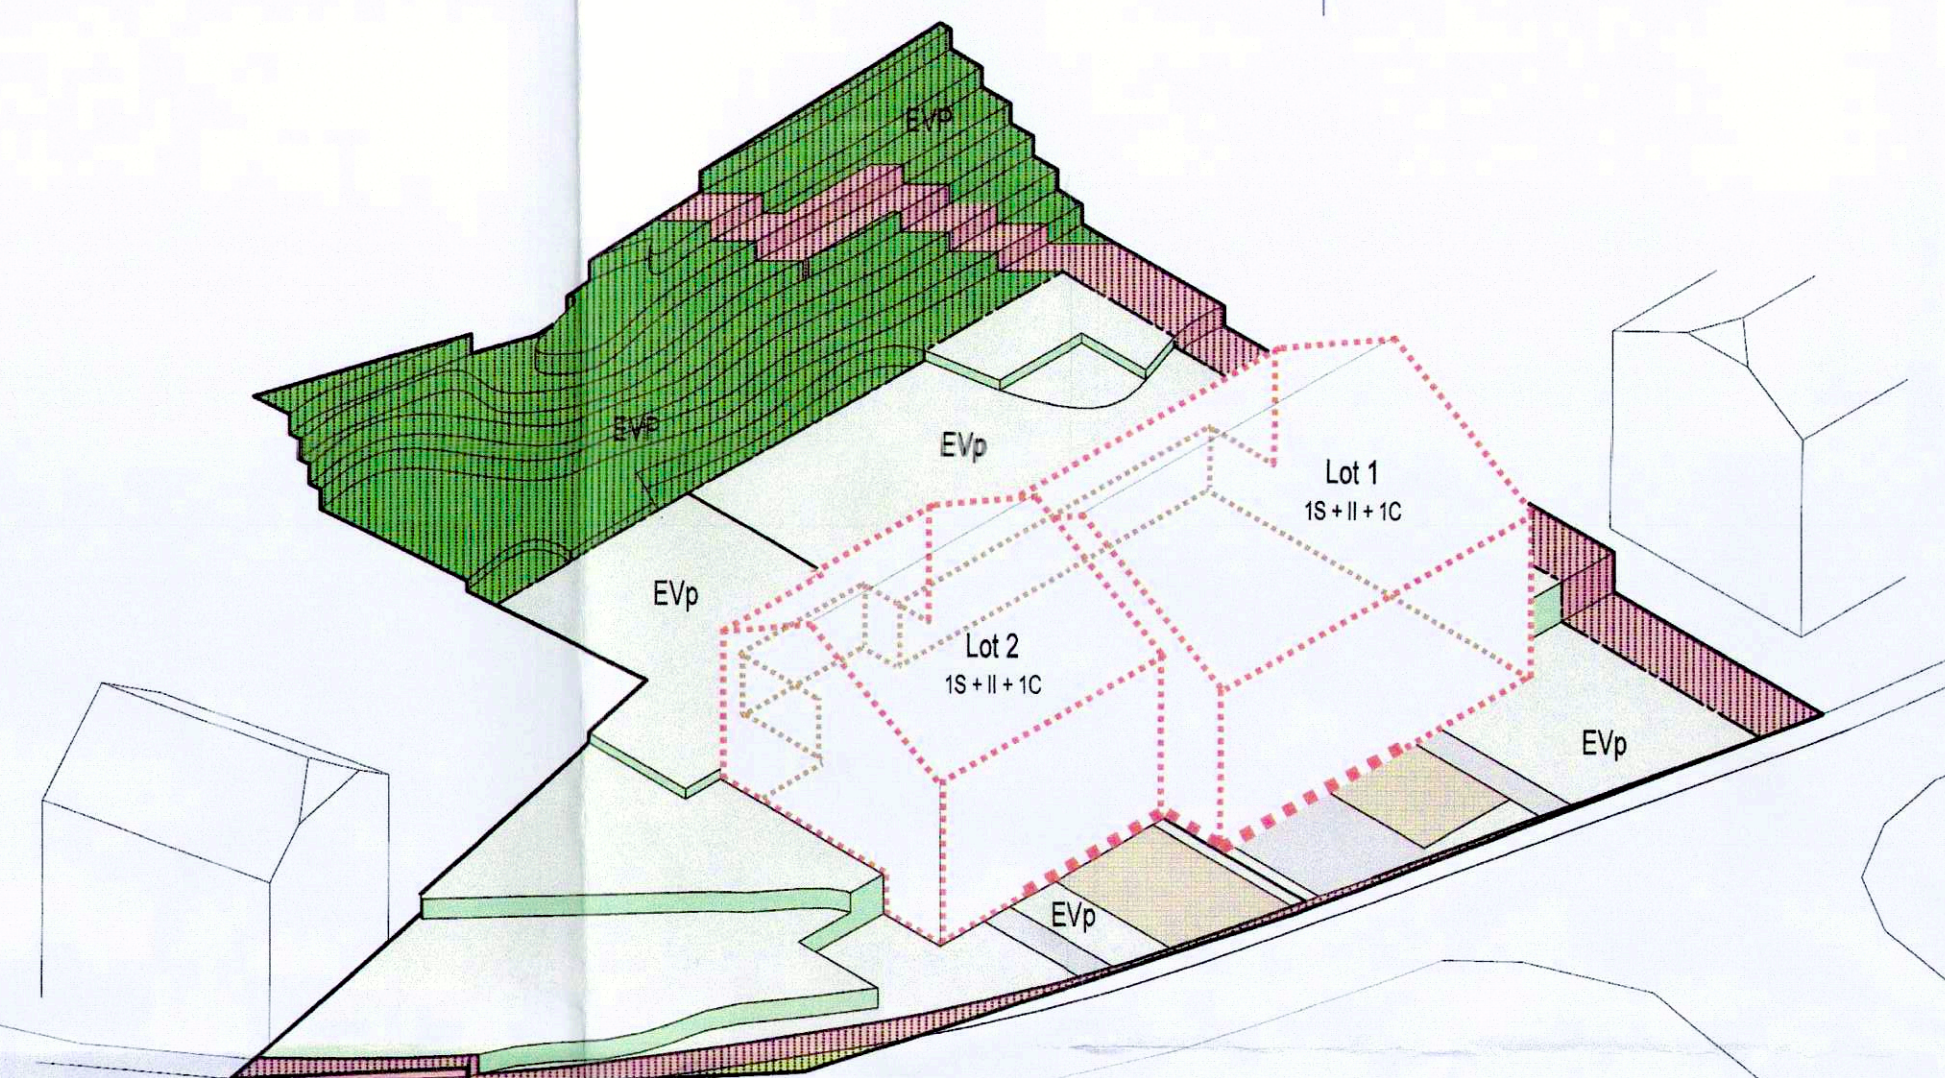 EVp
EVp
EVp
Lot 1
1S + II + 1C
EVp
Lot 2
1S + II + 1C
EVp
EVp